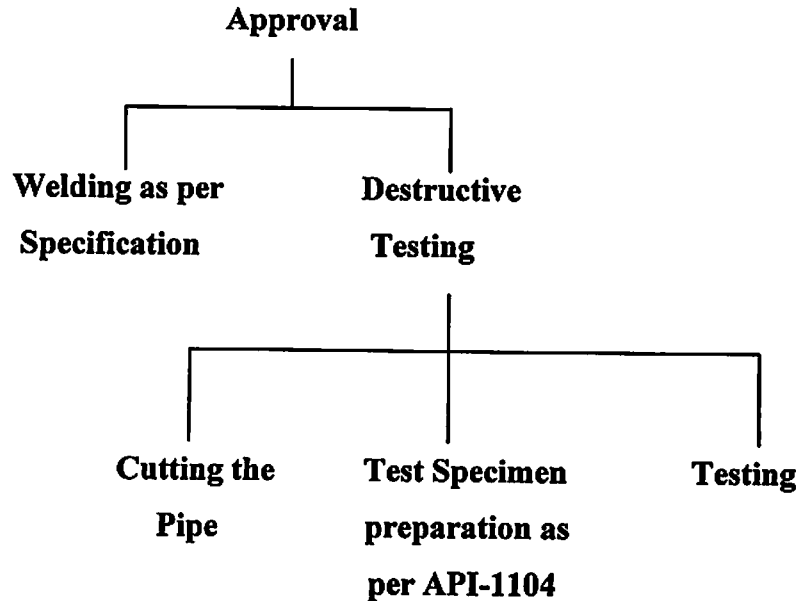 Approval
Welding as per
Specification
Destructive
Testing
Cutting the
Pipe
Test Specimen
preparation as
per API-1104
Testing